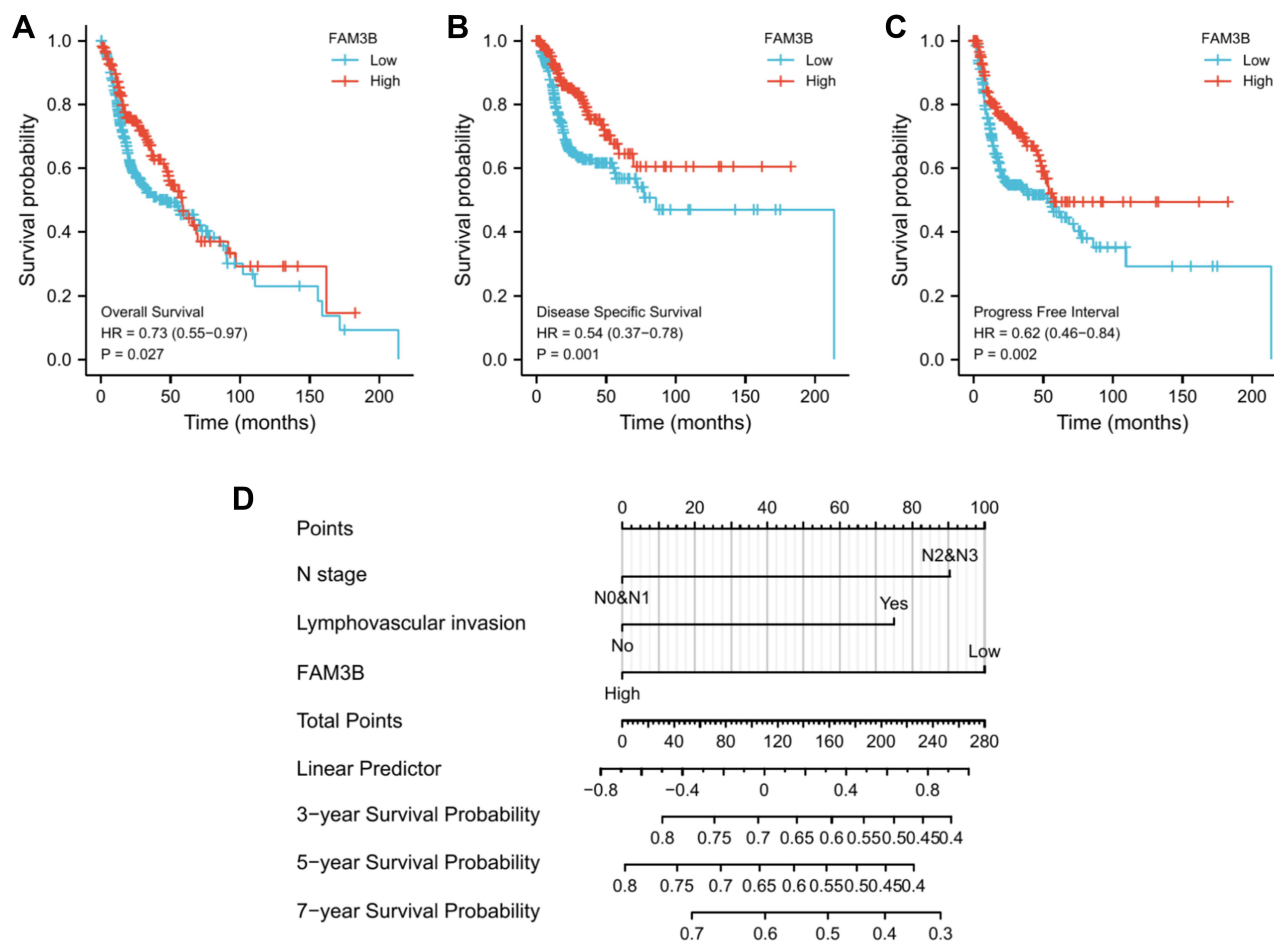 A
FAM3B
Low
High
Survival probability
1.0
0.8
0.6
0.4
0.2
0.0
Overall Survival
HR = 0.73 (0.55−0.97)
P = 0.027
0 50 100 150 200
Time (months)
B
FAM3B
Low
High
Survival probability
1.0
0.8
0.6
0.4
0.2
0.0
Disease Specific Survival
HR = 0.54 (0.37−0.78)
P = 0.001
0 50 100 150 200
Time (months)
C
FAM3B
Low
High
Survival probability
1.0
0.8
0.6
0.4
0.2
0.0
Progress Free Interval
HR = 0.62 (0.46−0.84)
P = 0.002
0 50 100 150 200
Time (months)
D
0 20 40 60 80 100
Points
N2&N3
N stage
N0&N1
Yes
Lymphovascular invasion
No
Low
FAM3B
High
Total Points
0 40 80 120 160 200 240 280
Linear Predictor
−0.8 −0.4 0 0.4 0.8
3−year Survival Probability
0.8 0.75 0.7 0.65 0.6 0.55 0.5 0.45 0.4
5−year Survival Probability
0.8 0.75 0.7 0.65 0.6 0.55 0.5 0.45 0.4
7−year Survival Probability
0.7 0.6 0.5 0.4 0.3